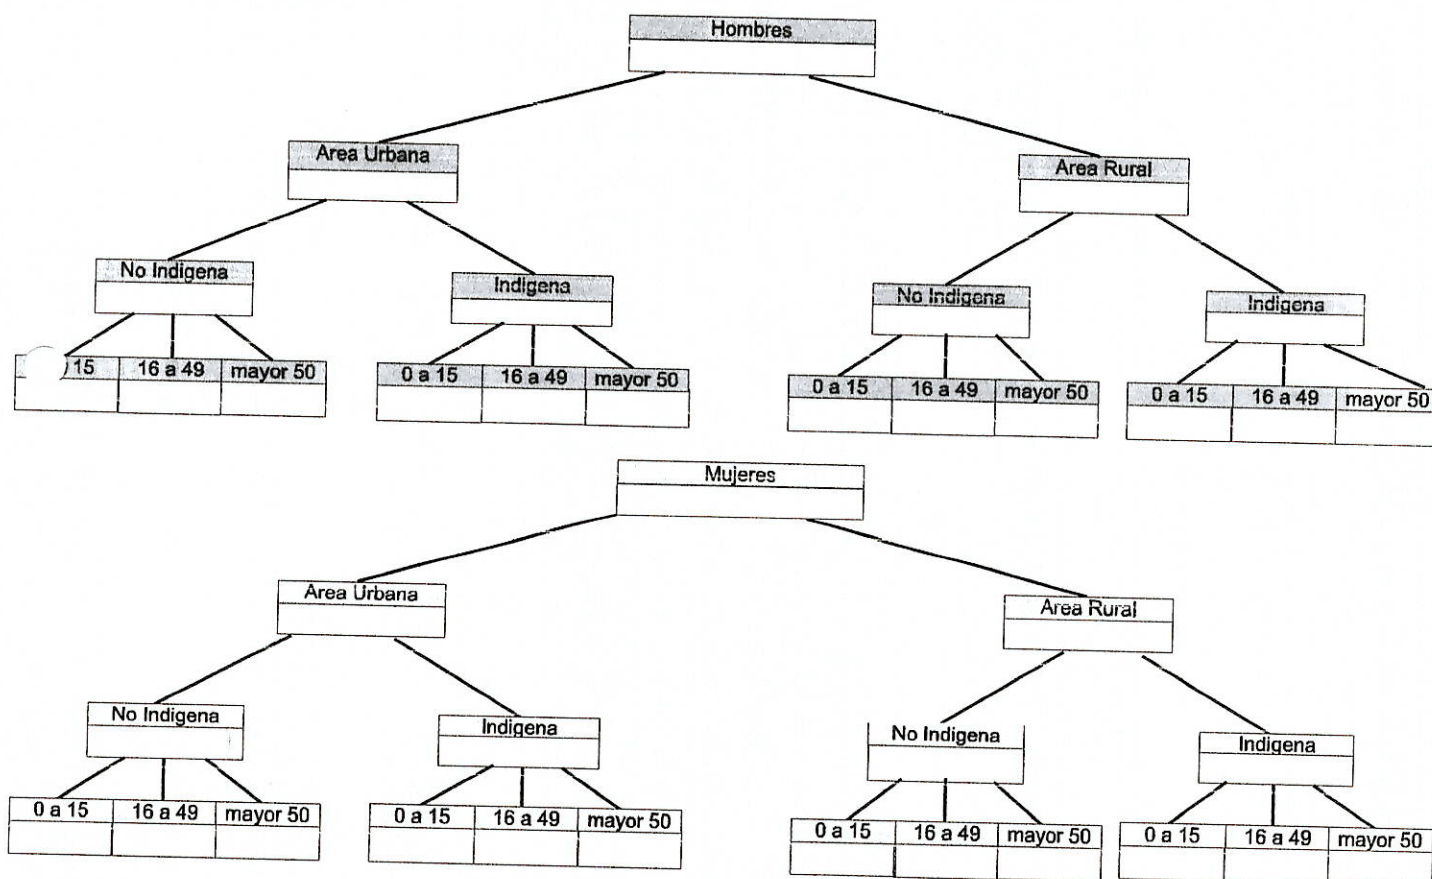 Hombres
Area Urbana
Area Rural
No Indigena
Indigena
No Indigena
Indigena
15 16 a 49 mayor 50
0 a 15 16 a 49 mayor 50
0 a 15 16 a 49 mayor 50
0 a 15 16 a 49 mayor 50
Mujeres
Area Urbana
Area Rural
No Indigena
Indigena
No Indigena
Indigena
0 a 15 16 a 49 mayor 50
0 a 15 16 a 49 mayor 50
0 a 15 16 a 49 mayor 50
0 a 15 16 a 49 mayor 50